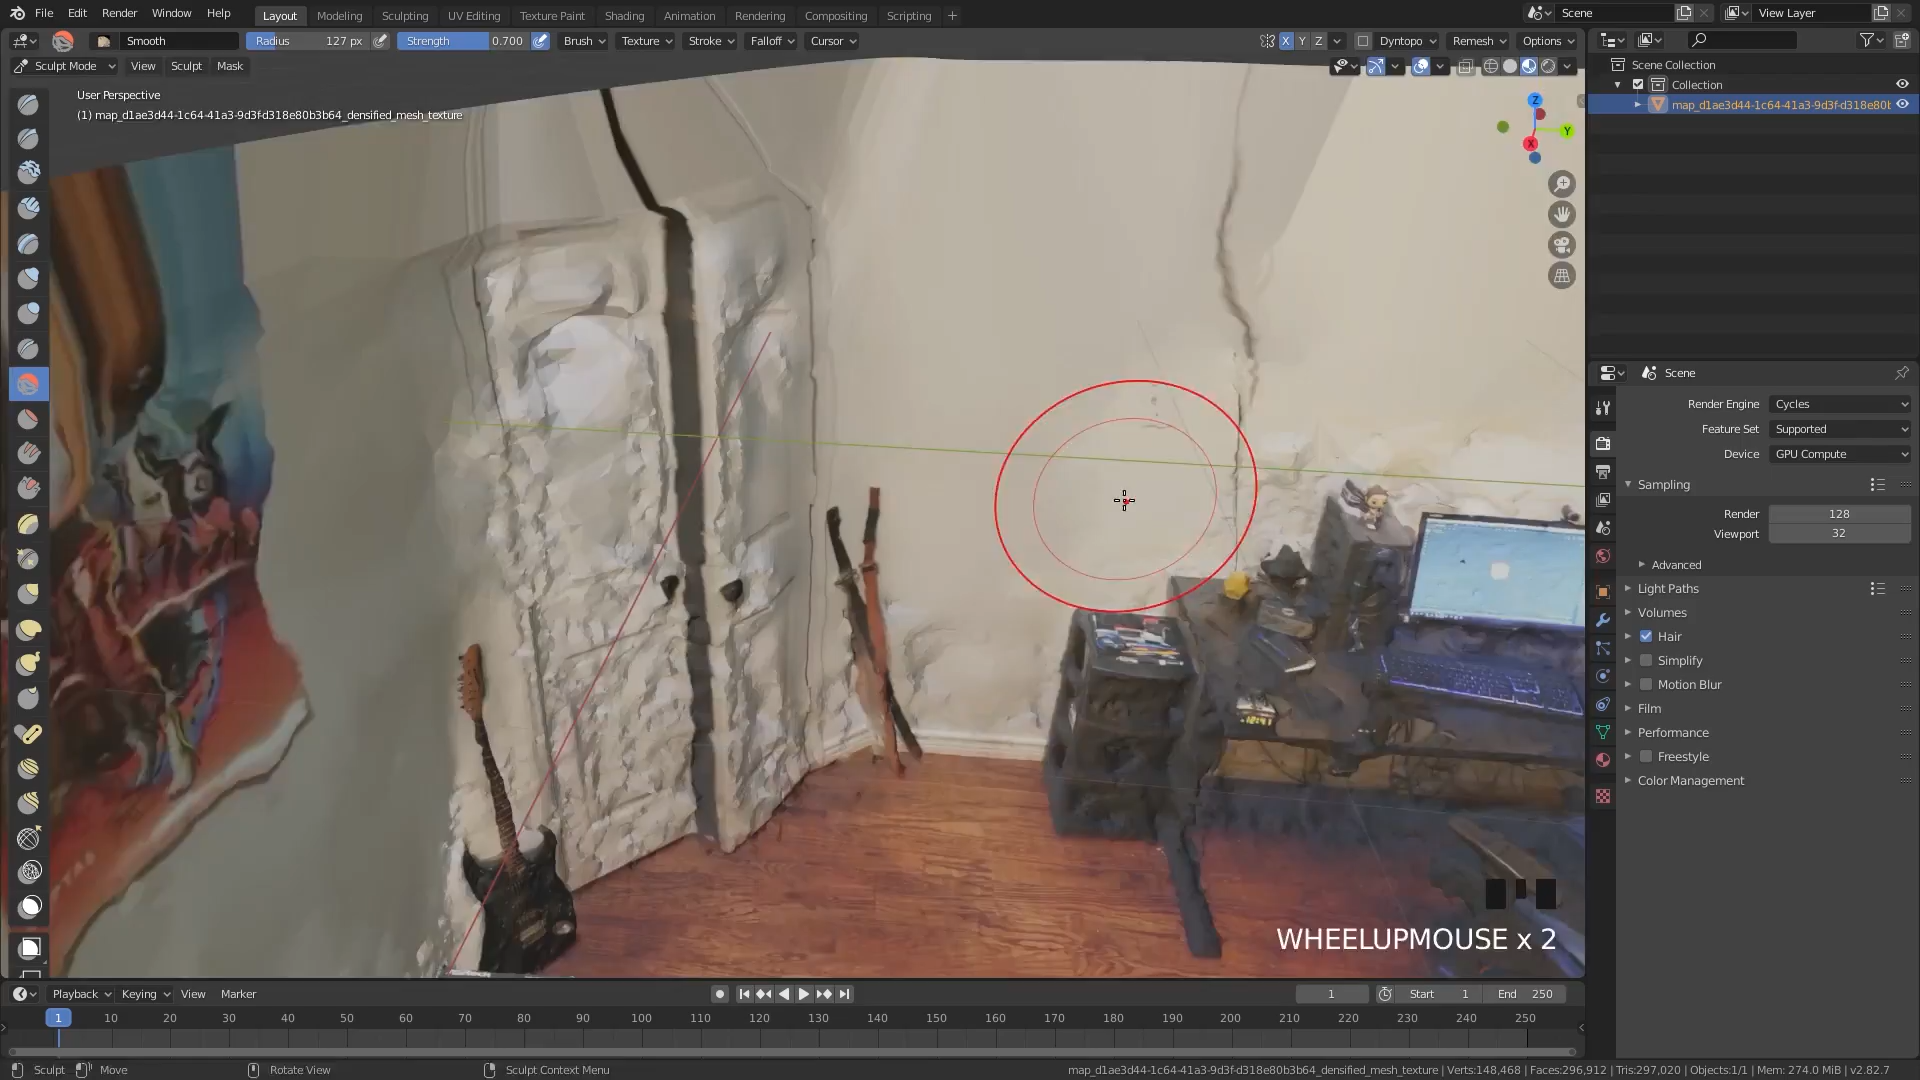 File Edit Render Window Help Layout Modeling Sculpting UV Editing Texture Paint Shading Animation Rendering Compositing Scripting + Scene View Layer
Smooth Radius 127 px Strength 0.700 Brush Texture Stroke Falloff Cursor X Y Z Dyntopo Remesh Options
Sculpt Mode View Sculpt Mask
User Perspective
(1) map_d1ae3d44-1c64-41a3-9d3f-d318e80b3b64_densified_mesh_texture
Z
Y
X
WHEELUPMOUSE x 2
Scene Collection
Collection
map_d1ae3d44-1c64-41a3-9d3f-d318e80b
Scene
Render Engine Cycles
Feature Set Supported
Device GPU Compute
Sampling
Render 128
Viewport 32
Advanced
Light Paths
Volumes
Hair
Simplify
Motion Blur
Film
Performance
Freestyle
Color Management
Playback Keying View Marker 1 Start 1 End 250
1 10 20 30 40 50 60 70 80 90 100 110 120 130 140 150 160 170 180 190 200 210 220 230 240 250
Sculpt Move Rotate View Sculpt Context Menu map_d1ae3d44-1c64-41a3-9d3f-d318e80b3b64_densified_mesh_texture | Verts:148,468 | Faces:296,912 | Tris:297,020 | Objects:1/1 | Mem: 274.0 MiB | v2.82.7